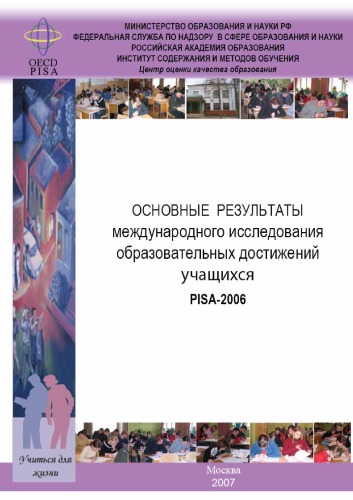 МИНИСТЕРСТВО ОБРАЗОВАНИЯ И НАУКИ РФ
ФЕДЕРАЛЬНАЯ СЛУЖБА ПО НАДЗОРУ В СФЕРЕ ОБРАЗОВАНИЯ И НАУКИ
РОССИЙСКАЯ АКАДЕМИЯ ОБРАЗОВАНИЯ
ИНСТИТУТ СОДЕРЖАНИЯ И МЕТОДОВ ОБУЧЕНИЯ
Центр оценки качества образования
OECD
PISA
ОСНОВНЫЕ РЕЗУЛЬТАТЫ
международного исследования
образовательных достижений
учащихся
PISA-2006
Учиться для
жизни
Москва
2007